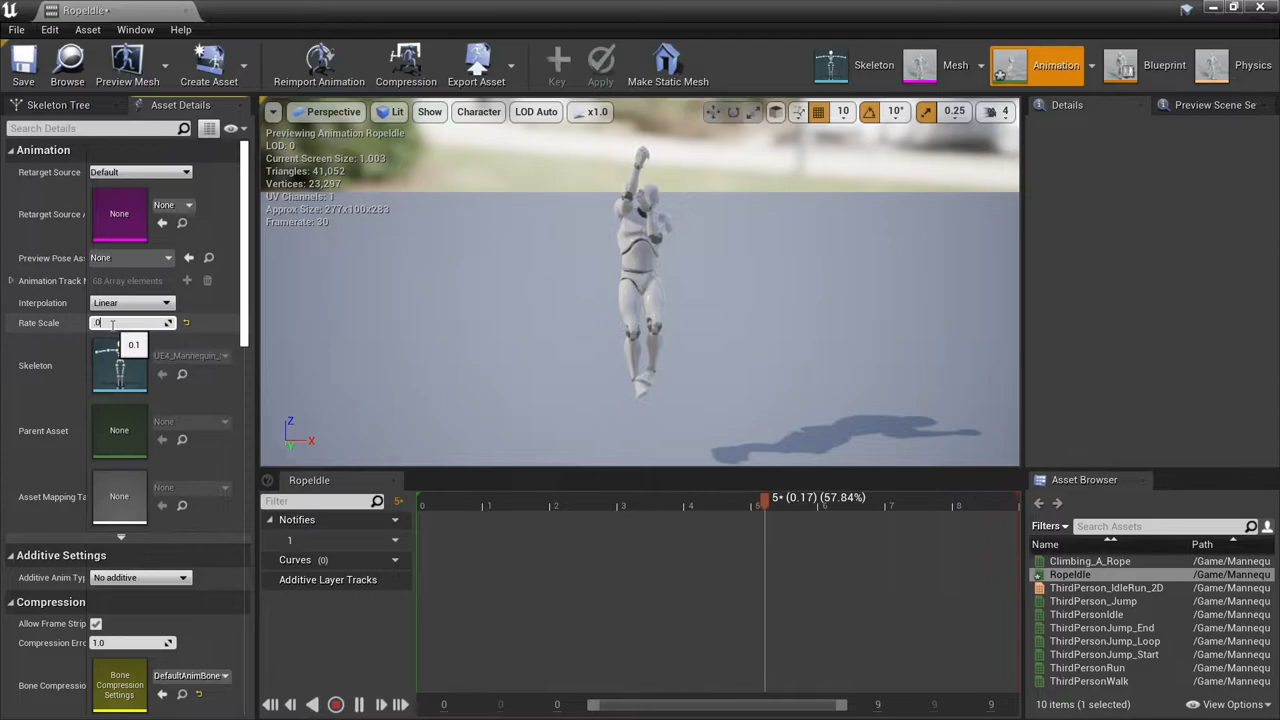 RopeIdle*
File Edit Asset Window Help
Save Browse Preview Mesh Create Asset Reimport Animation Compression Export Asset Key Apply Make Static Mesh Skeleton Mesh Animation Blueprint Physics
Skeleton Tree Asset Details
Search Details
Animation
Retarget Source Default
Retarget Source A None None
Preview Pose Ass None
Animation Track N 68 Array elements
Interpolation Linear
Rate Scale .0
0.1
Skeleton UE4_Mannequin_
Parent Asset None None
Asset Mapping Ta None None
Additive Settings
Additive Anim Typ No additive
Compression
Allow Frame Strip
Compression Erro 1.0
Bone Compression Bone Compression Settings DefaultAnimBone
Perspective Lit Show Character LOD Auto x1.0 10 10° 0.25 4
Previewing Animation RopeIdle
LOD: 0
Current Screen Size: 1.003
Triangles: 41,052
Vertices: 23,297
UV Channels: 1
Approx Size: 277x100x283
Framerate: 30
Z
X
Y
RopeIdle
Filter 5*
5* (0.17) (57.84%)
0 1 2 3 4 5 6 7 8
Notifies
1
Curves (0)
Additive Layer Tracks
0 0 9 9
Details Preview Scene Se
Asset Browser
Filters Search Assets
Name Path
Climbing_A_Rope /Game/Mannequ
RopeIdle /Game/Mannequ
ThirdPerson_IdleRun_2D /Game/Mannequ
ThirdPerson_Jump /Game/Mannequ
ThirdPersonIdle /Game/Mannequ
ThirdPersonJump_End /Game/Mannequ
ThirdPersonJump_Loop /Game/Mannequ
ThirdPersonJump_Start /Game/Mannequ
ThirdPersonRun /Game/Mannequ
ThirdPersonWalk /Game/Mannequ
10 items (1 selected) View Options